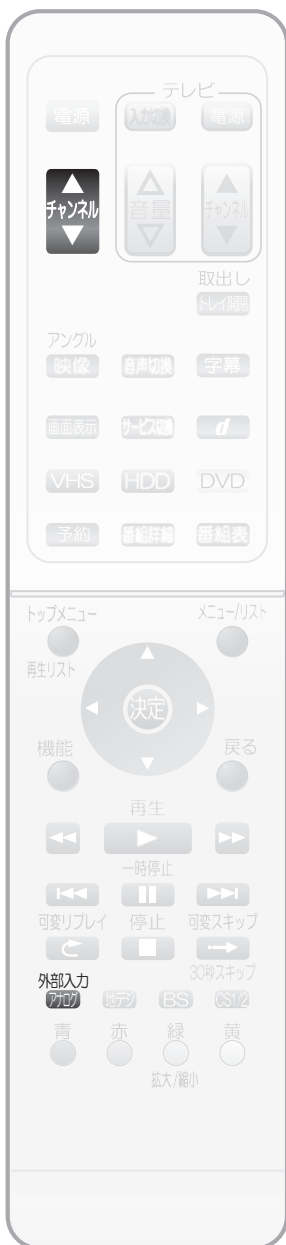 テレビ
電源 入力切換 電源
チャンネル 音量 チャンネル
取出し
トレイ開閉
アングル
映像 音声切換 字幕
画面表示 サービス切換 d
VHS HDD DVD
予約 番組詳細 番組表
トップメニュー メニュー/リスト
再生リスト
決定
機能 戻る
再生
一時停止
可変リプレイ 停止 可変スキップ
30秒スキップ
外部入力
アナログ 地デジ BS CS1/2
青 赤 緑 黄
拡大/縮小